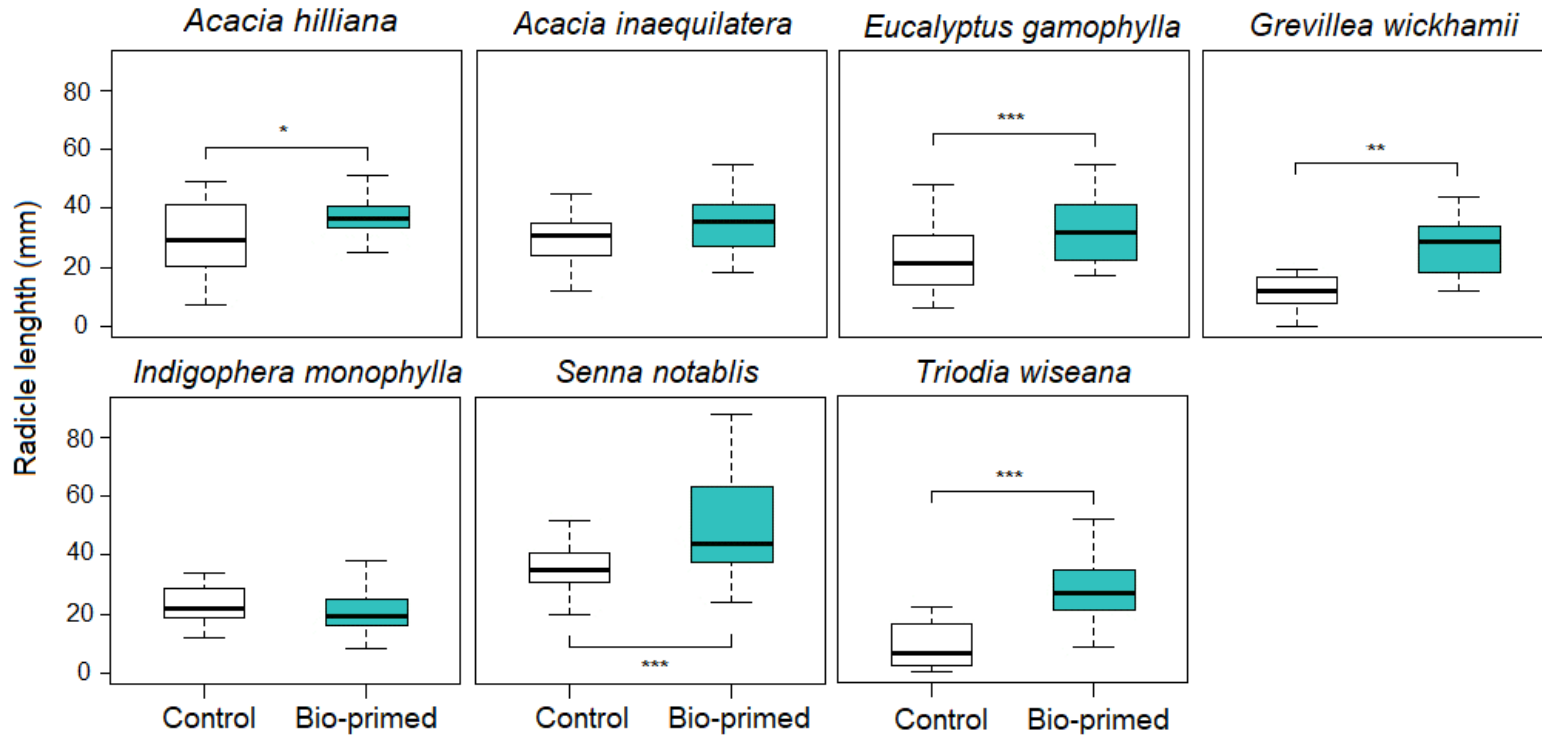 Acacia hilliana
Acacia inaequilatera
Eucalyptus gamophylla
Grevillea wickhamii
Radicle lenghth (mm)
80
60
40
20
0
*
***
**
Indigophera monophylla
Senna notablis
Triodia wiseana
80
60
40
20
0
***
***
Control
Bio-primed
Control
Bio-primed
Control
Bio-primed